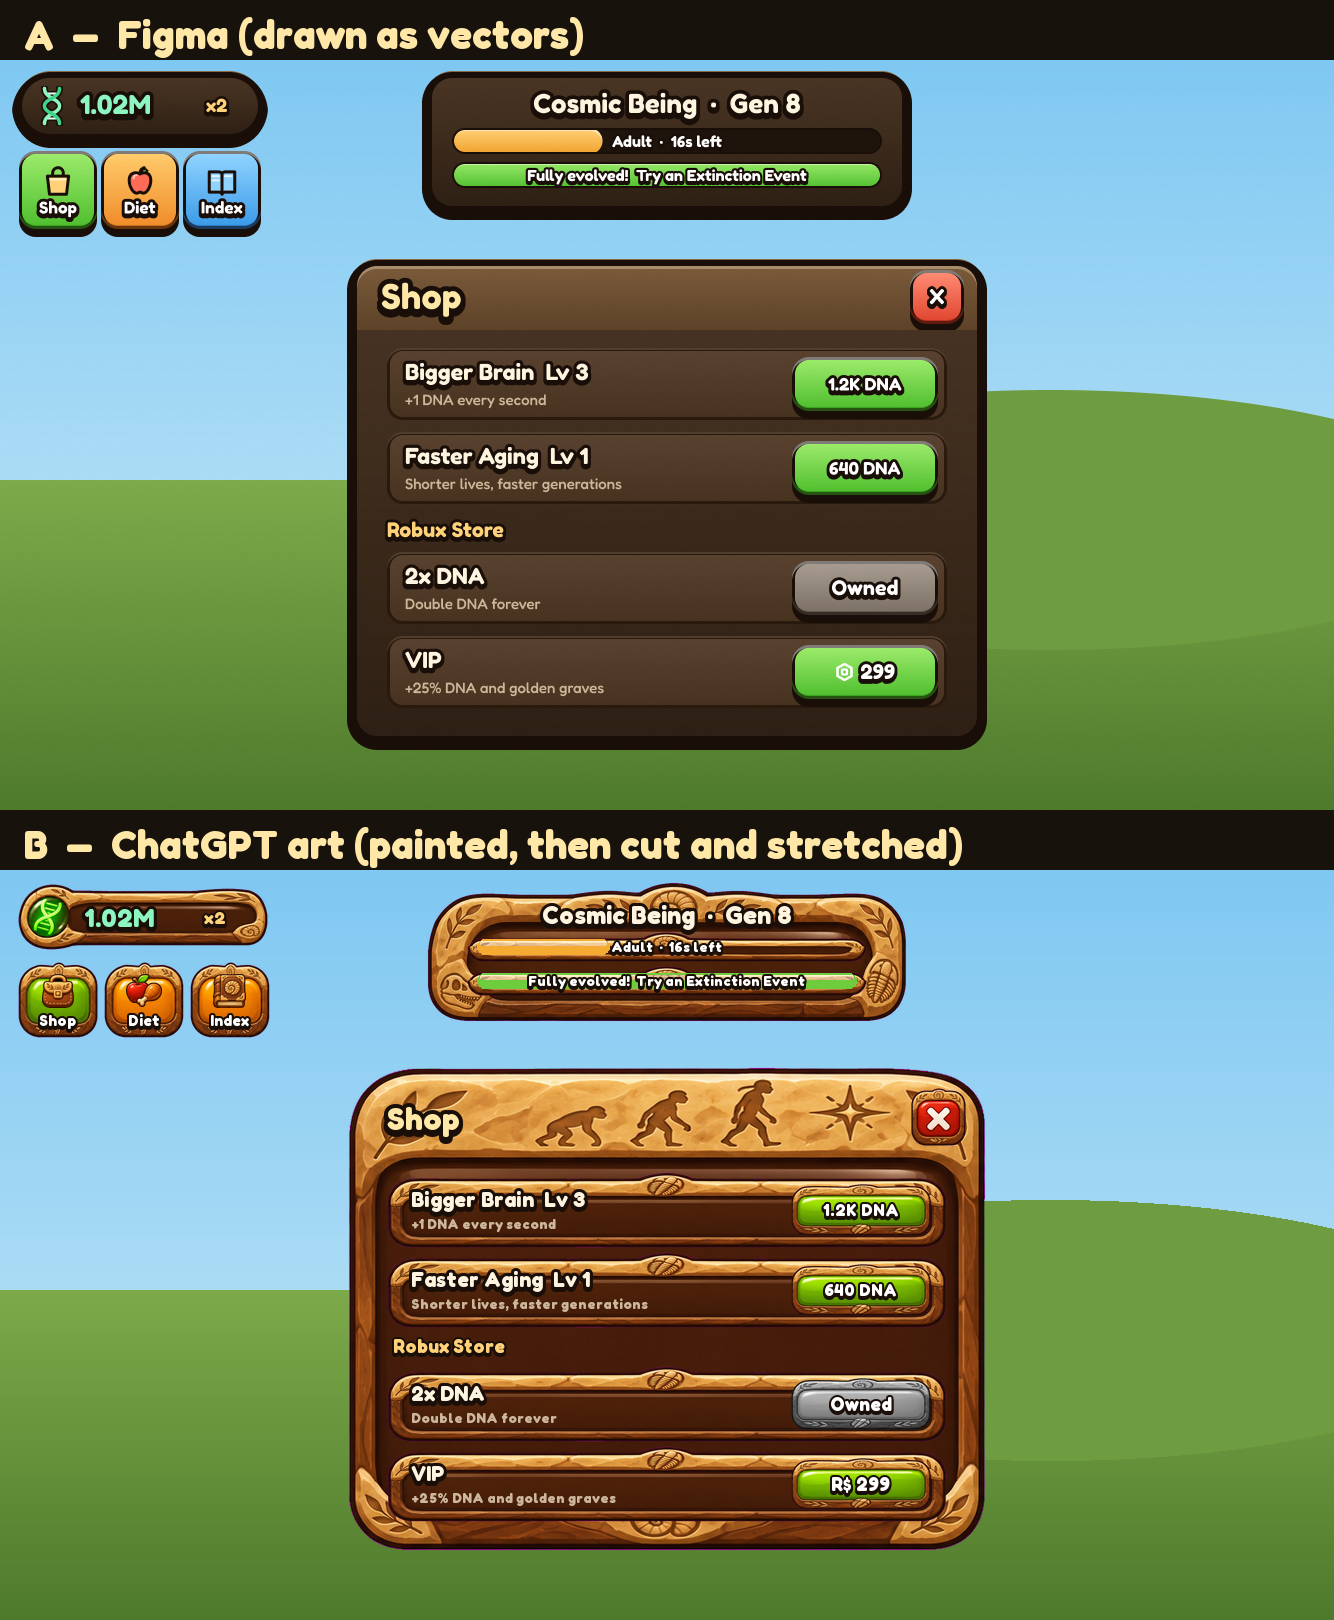 A — Figma (drawn as vectors)
1.02M x2
Shop Diet Index
Cosmic Being · Gen 8
Adult · 16s left
Fully evolved! Try an Extinction Event
Shop
Bigger Brain Lv 3
+1 DNA every second
1.2K DNA
Faster Aging Lv 1
Shorter lives, faster generations
640 DNA
Robux Store
2x DNA
Double DNA forever
Owned
VIP
+25% DNA and golden graves
299
B — ChatGPT art (painted, then cut and stretched)
1.02M x2
Shop Diet Index
Cosmic Being · Gen 8
Adult · 16s left
Fully evolved! Try an Extinction Event
Shop
Bigger Brain Lv 3
+1 DNA every second
1.2K DNA
Faster Aging Lv 1
Shorter lives, faster generations
640 DNA
Robux Store
2x DNA
Double DNA forever
Owned
VIP
+25% DNA and golden graves
R$ 299